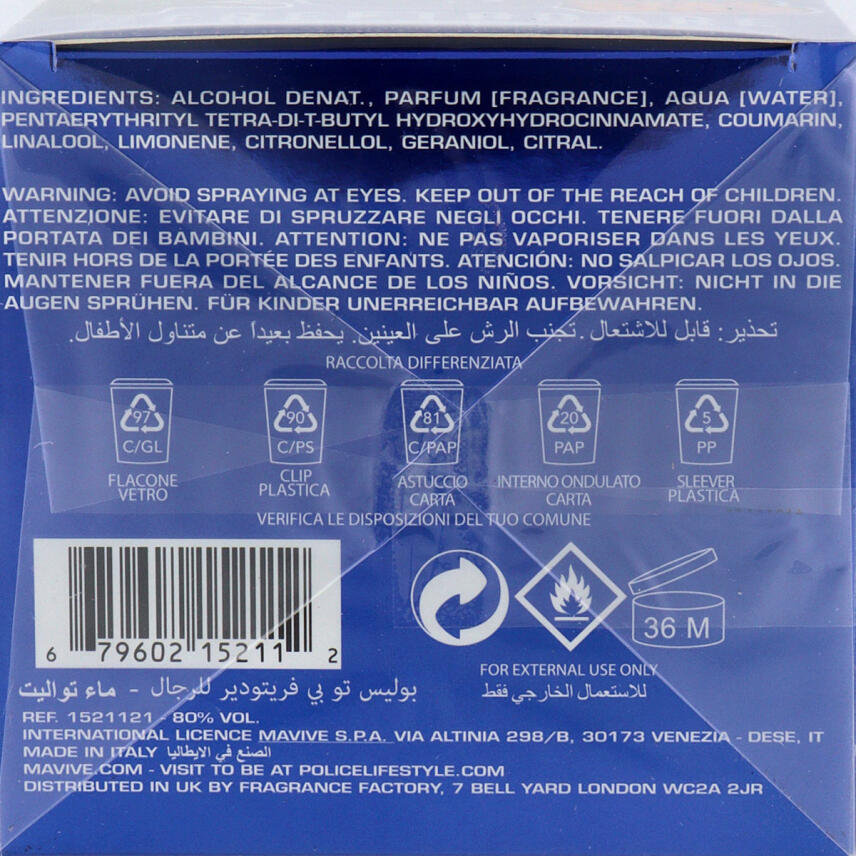 INGREDIENTS: ALCOHOL DENAT., PARFUM [FRAGRANCE], AQUA [WATER],
PENTAERYTHRITYL TETRA-DI-T-BUTYL HYDROXYHYDROCINNAMATE, COUMARIN,
LINALOOL, LIMONENE, CITRONELLOL, GERANIOL, CITRAL.
WARNING: AVOID SPRAYING AT EYES. KEEP OUT OF THE REACH OF CHILDREN.
ATTENZIONE: EVITARE DI SPRUZZARE NEGLI OCCHI. TENERE FUORI DALLA
PORTATA DEI BAMBINI. ATTENTION: NE PAS VAPORISER DANS LES YEUX.
TENIR HORS DE LA PORTÉE DES ENFANTS. ATENCIÓN: NO SALPICAR LOS OJOS.
MANTENER FUERA DEL ALCANCE DE LOS NIÑOS. VORSICHT: NICHT IN DIE
AUGEN SPRÜHEN. FÜR KINDER UNERREICHBAR AUFBEWAHREN.
تحذير: قابل للاشتعال. تجنب الرش على العينين. يحفظ بعيداً عن متناول الأطفال.
RACCOLTA DIFFERENZIATA
97 90 81 20 5
C/GL C/PS C/PAP PAP PP
FLACONE VETRO
CLIP PLASTICA
ASTUCCIO CARTA
INTERNO ONDULATO CARTA
SLEEVER PLASTICA
VERIFICA LE DISPOSIZIONI DEL TUO COMUNE
6 79602 15211 2
36 M
FOR EXTERNAL USE ONLY
للاستعمال الخارجي فقط
بوليس تو بي فريتودير للرجال - ماء تواليت
REF. 1521121 - 80% VOL.
INTERNATIONAL LICENCE MAVIVE S.P.A. VIA ALTINIA 298/B, 30173 VENEZIA - DESE, IT
MADE IN ITALY الصنع في الايطاليا
MAVIVE.COM - VISIT TO BE AT POLICELIFESTYLE.COM
DISTRIBUTED IN UK BY FRAGRANCE FACTORY, 7 BELL YARD LONDON WC2A 2JR